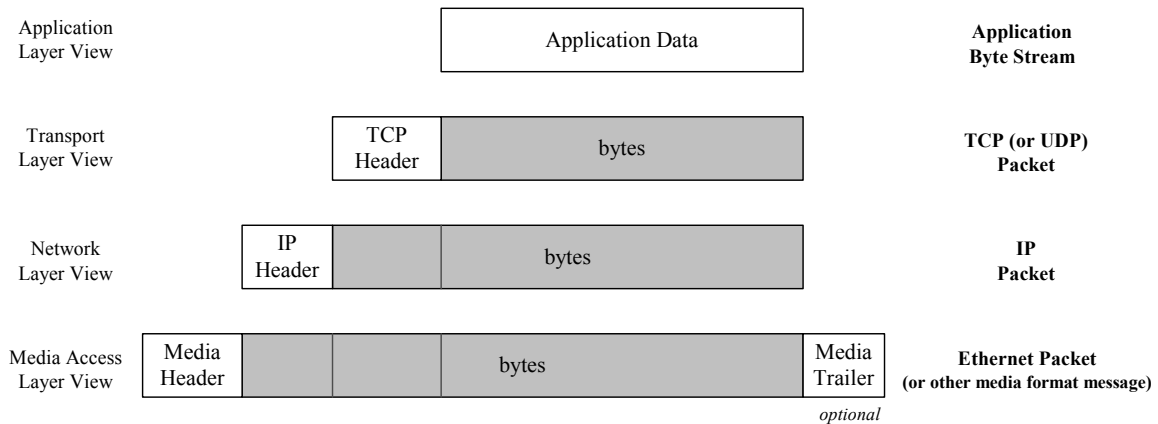 Application
Layer View
Application Data
Application
Byte Stream
Transport
Layer View
TCP
Header
bytes
TCP (or UDP)
Packet
Network
Layer View
IP
Header
bytes
IP
Packet
Media Access
Layer View
Media
Header
bytes
Media
Trailer
Ethernet Packet
(or other media format message)
optional